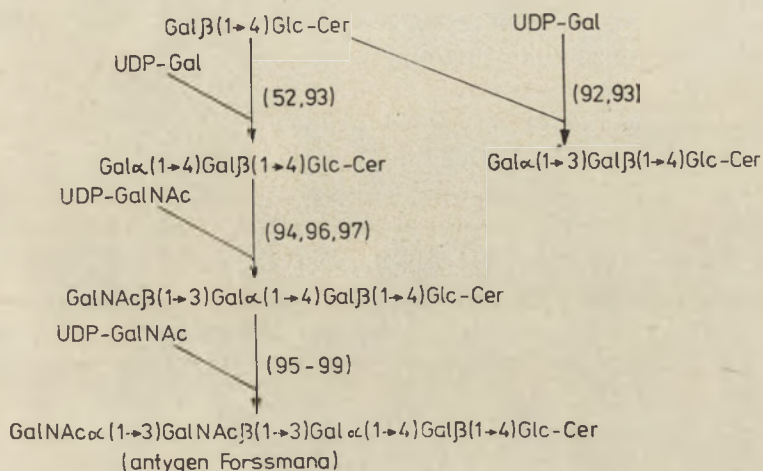 Galβ(1→4)Glc-Cer
UDP-Gal
UDP-Gal
(52,93)
(92,93)
Galα(1→4)Galβ(1→4)Glc-Cer
Galα(1→3)Galβ(1→4)Glc-Cer
UDP-GalNAc
(94,96,97)
GalNAcβ(1→3)Galα(1→4)Galβ(1→4)Glc-Cer
UDP-GalNAc
(95-99)
GalNAcα(1→3)GalNAcβ(1→3)Galα(1→4)Galβ(1→4)Glc-Cer
(antygen Forssmana)